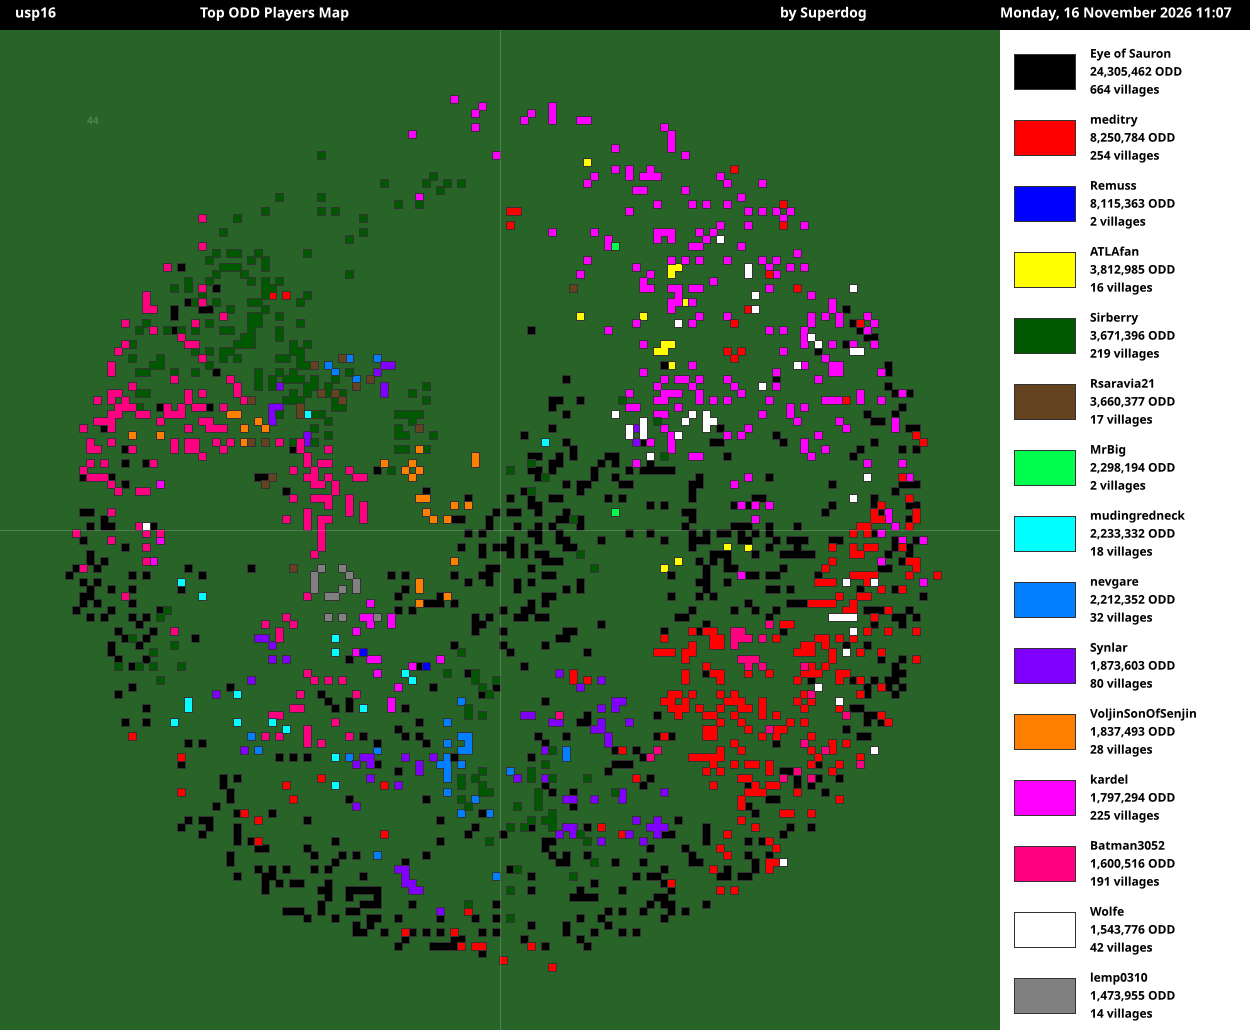 usp16 Top ODD Players Map by Superdog Monday, 16 November 2026 11:07
44
Eye of Sauron
24,305,462 ODD
664 villages
meditry
8,250,784 ODD
254 villages
Remuss
8,115,363 ODD
2 villages
ATLAfan
3,812,985 ODD
16 villages
Sirberry
3,671,396 ODD
219 villages
Rsaravia21
3,660,377 ODD
17 villages
MrBig
2,298,194 ODD
2 villages
mudingredneck
2,233,332 ODD
18 villages
nevgare
2,212,352 ODD
32 villages
Synlar
1,873,603 ODD
80 villages
VoljinSonOfSenjin
1,837,493 ODD
28 villages
kardel
1,797,294 ODD
225 villages
Batman3052
1,600,516 ODD
191 villages
Wolfe
1,543,776 ODD
42 villages
lemp0310
1,473,955 ODD
14 villages